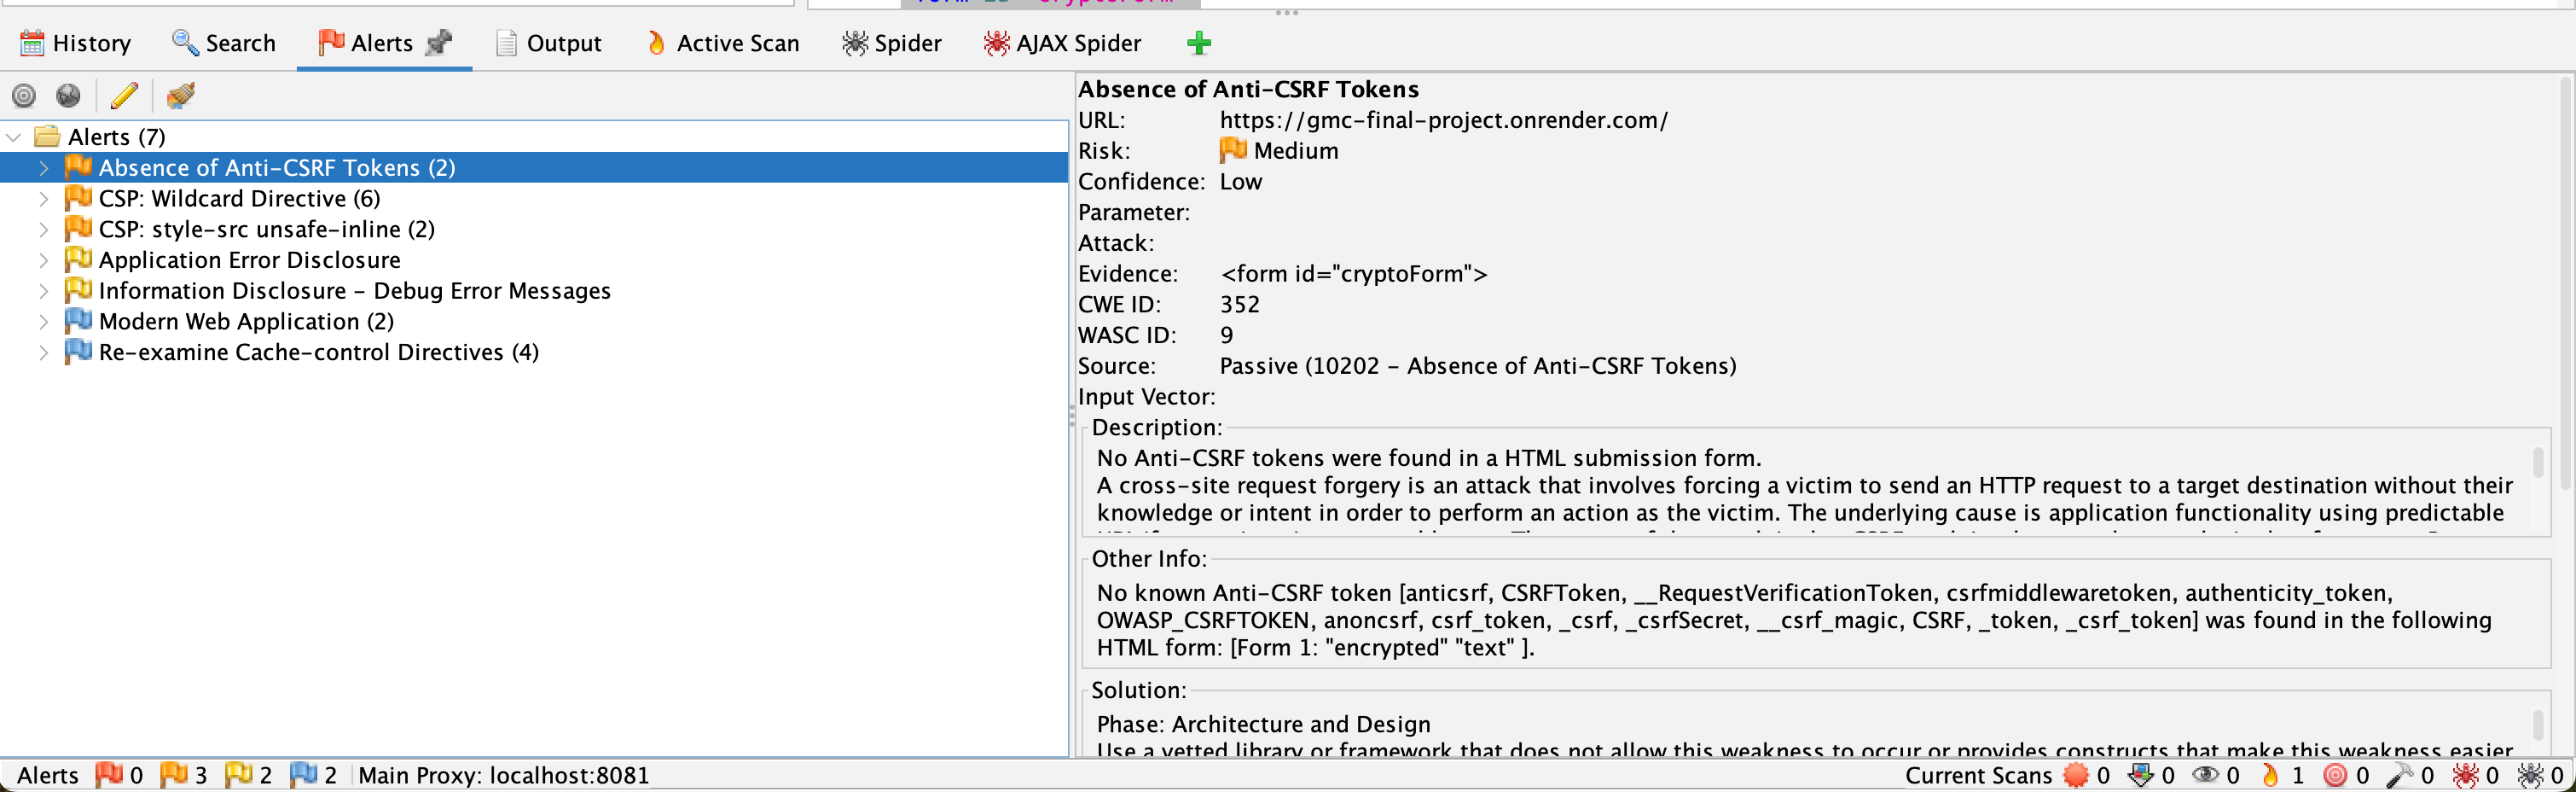 History Search Alerts Output Active Scan Spider AJAX Spider
Alerts (7)
Absence of Anti-CSRF Tokens (2)
CSP: Wildcard Directive (6)
CSP: style-src unsafe-inline (2)
Application Error Disclosure
Information Disclosure - Debug Error Messages
Modern Web Application (2)
Re-examine Cache-control Directives (4)
Absence of Anti-CSRF Tokens
URL: https://gmc-final-project.onrender.com/
Risk: Medium
Confidence: Low
Parameter:
Attack:
Evidence: <form id="cryptoForm">
CWE ID: 352
WASC ID: 9
Source: Passive (10202 - Absence of Anti-CSRF Tokens)
Input Vector:
Description:
No Anti-CSRF tokens were found in a HTML submission form.
A cross-site request forgery is an attack that involves forcing a victim to send an HTTP request to a target destination without their
knowledge or intent in order to perform an action as the victim. The underlying cause is application functionality using predictable
Other Info:
No known Anti-CSRF token [anticsrf, CSRFToken, __RequestVerificationToken, csrfmiddlewaretoken, authenticity_token,
OWASP_CSRFTOKEN, anoncsrf, csrf_token, _csrf, _csrfSecret, __csrf_magic, CSRF, _token, _csrf_token] was found in the following
HTML form: [Form 1: "encrypted" "text" ].
Solution:
Phase: Architecture and Design
Use a vetted library or framework that does not allow this weakness to occur or provides constructs that make this weakness easier
Alerts 0 3 2 2 Main Proxy: localhost:8081
Current Scans 0 0 0 1 0 0 0 0